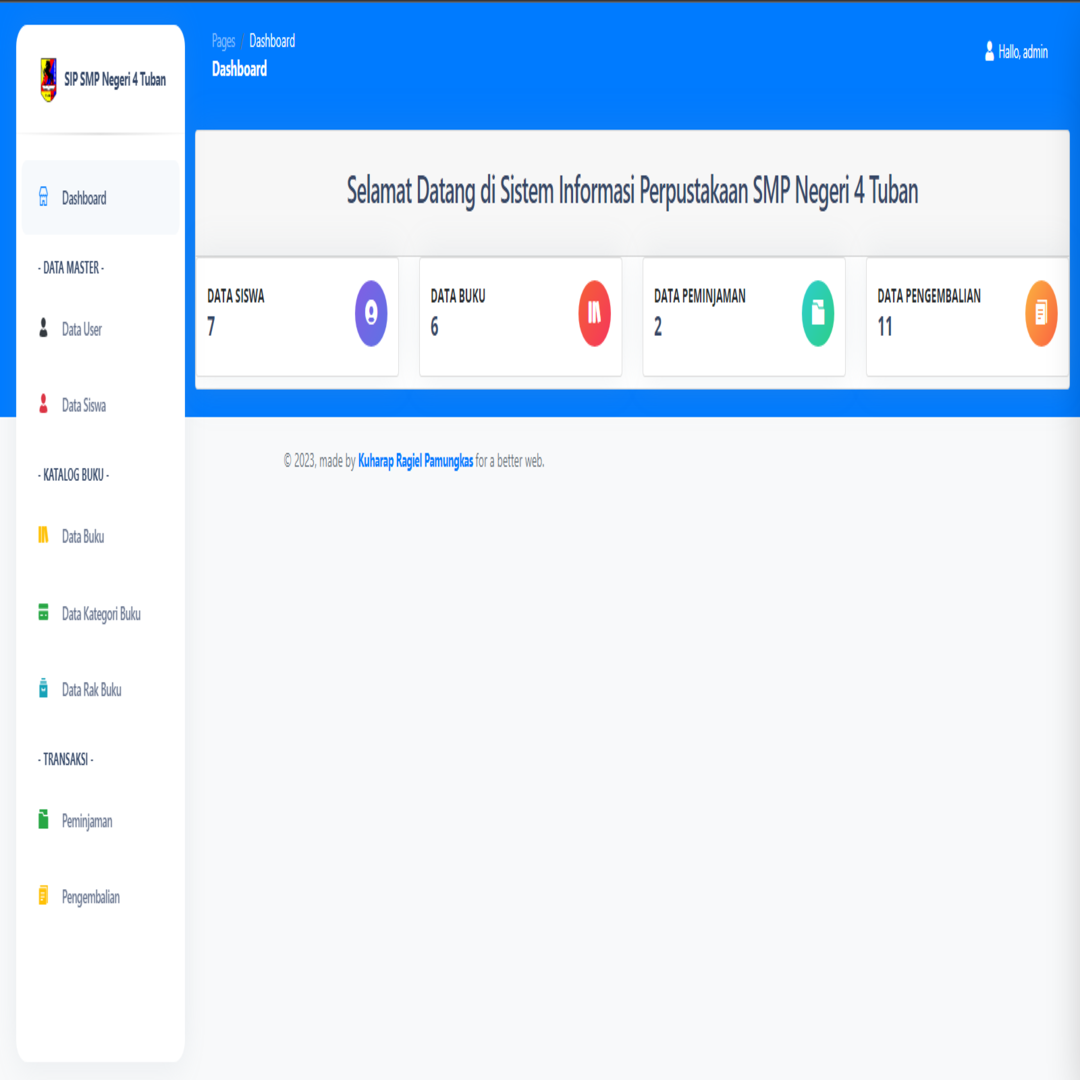 SIP SMP Negeri 4 Tuban
Dashboard
- DATA MASTER -
Data User
Data Siswa
- KATALOG BUKU -
Data Buku
Data Kategori Buku
Data Rak Buku
- TRANSAKSI -
Peminjaman
Pengembalian
Pages / Dashboard
Dashboard
Hallo, admin
Selamat Datang di Sistem Informasi Perpustakaan SMP Negeri 4 Tuban
DATA SISWA
7
DATA BUKU
6
DATA PEMINJAMAN
2
DATA PENGEMBALIAN
11
© 2023, made by Kuharap Ragiel Pamungkas for a better web.